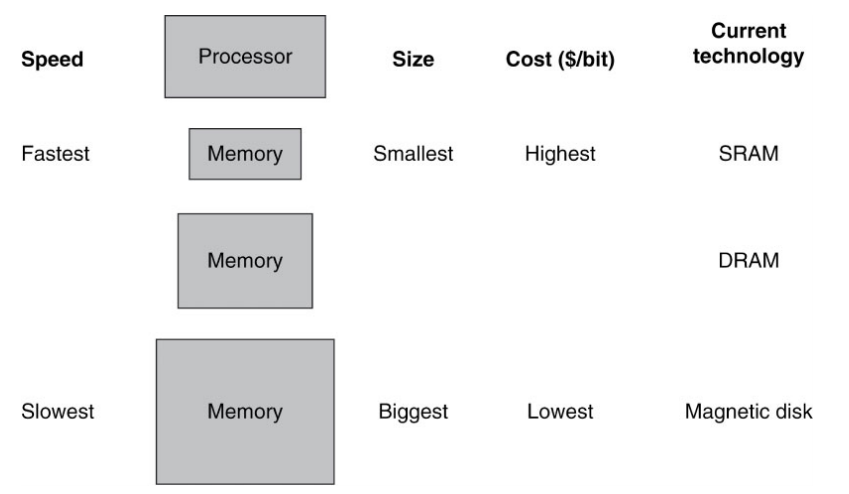 Speed
Processor
Size
Cost ($/bit)
Current
technology
Fastest
Memory
Smallest
Highest
SRAM
Memory
DRAM
Slowest
Memory
Biggest
Lowest
Magnetic disk